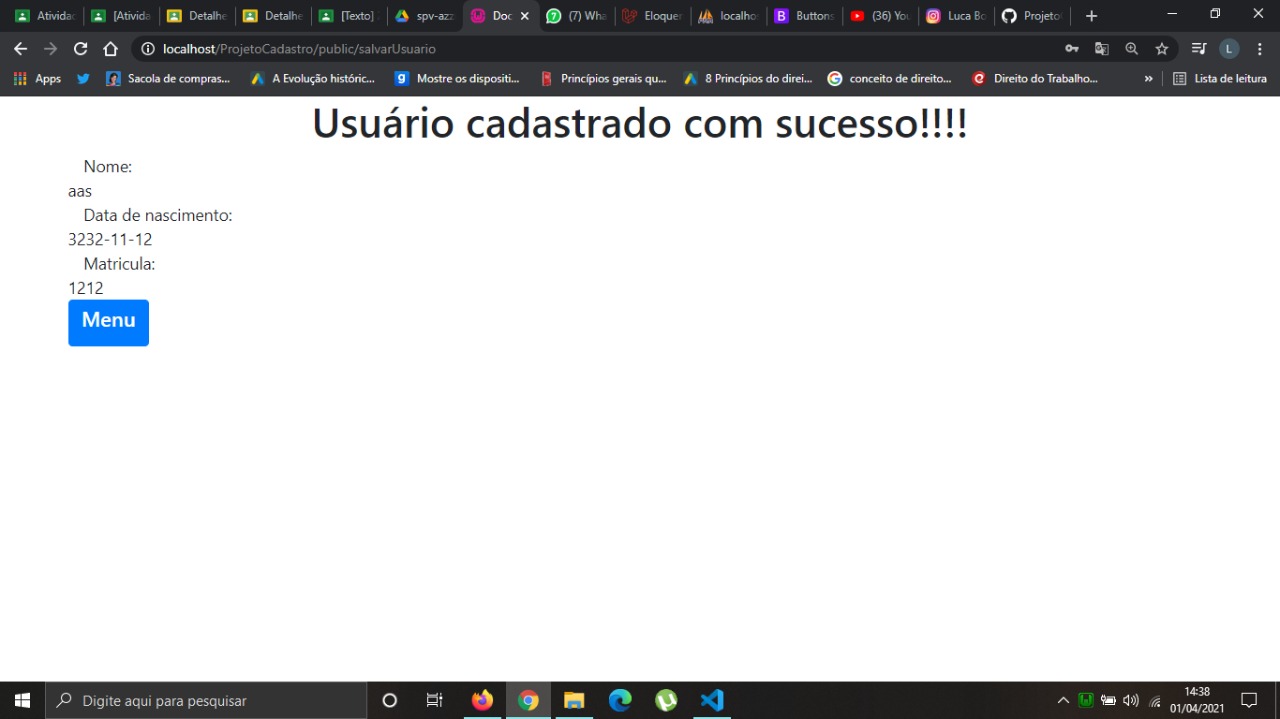 Ativida
[Ativida
Detalhe
Detalhe
[Texto]
spv-azz
Doc
(7) Wha
Eloquer
localhos
Buttons
(36) You
Luca Bo
Projeto
localhost/ProjetoCadastro/public/salvarUsuario
L
Apps
Sacola de compras...
A Evolução históric...
Mostre os dispositi...
Princípios gerais qu...
8 Princípios do direi...
conceito de direito...
Direito do Trabalho...
»
Lista de leitura
Usuário cadastrado com sucesso!!!!
Nome:
aas
Data de nascimento:
3232-11-12
Matricula:
1212
Menu
Digite aqui para pesquisar
14:38
01/04/2021